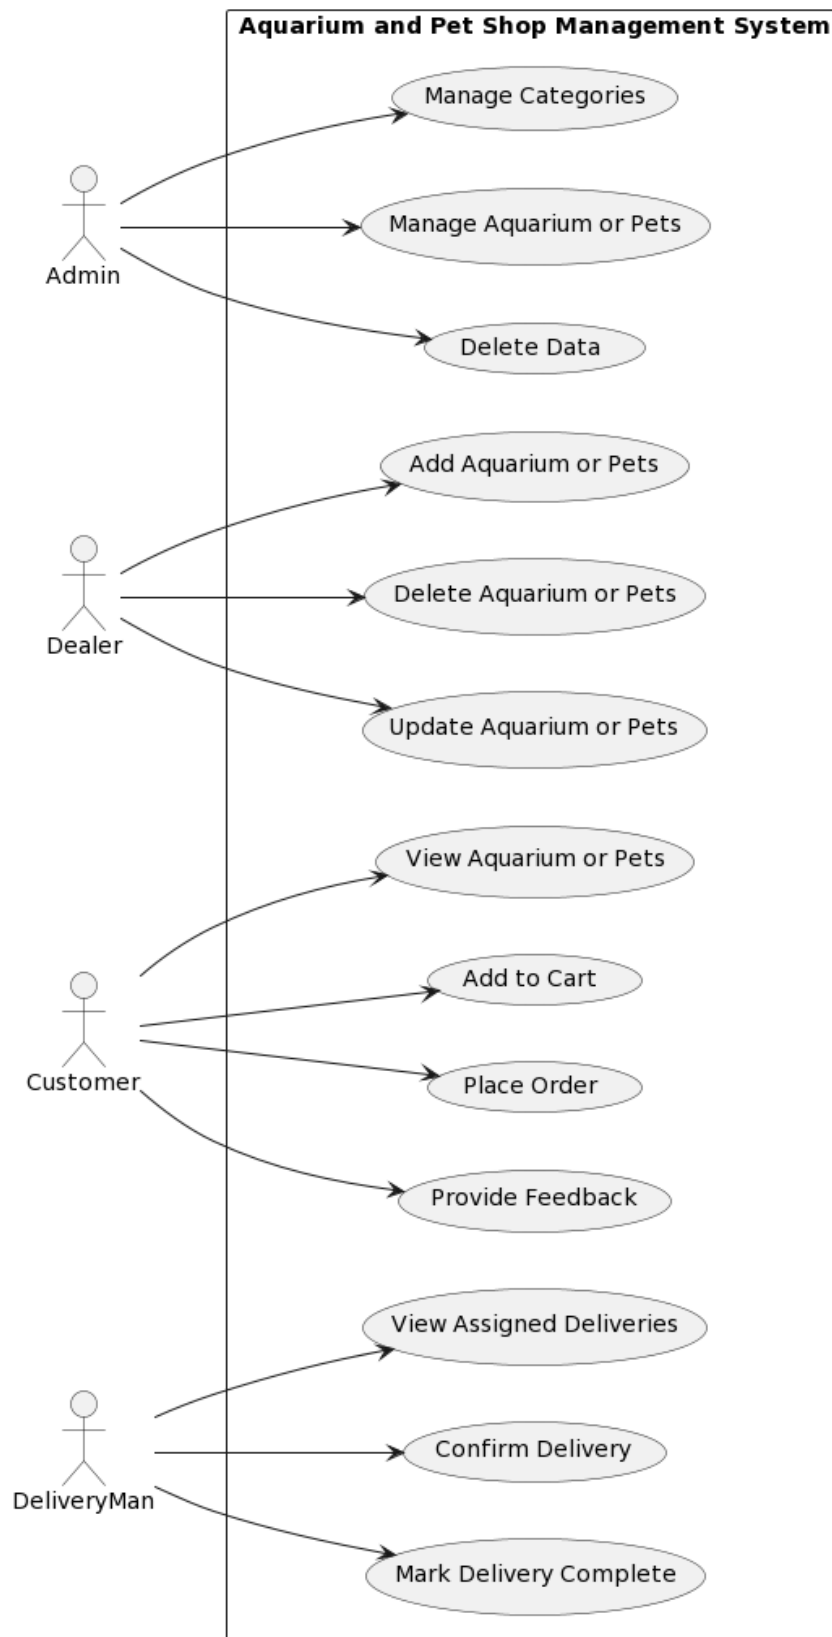 Aquarium and Pet Shop Management System
Manage Categories
Manage Aquarium or Pets
Admin
Delete Data
Add Aquarium or Pets
Delete Aquarium or Pets
Dealer
Update Aquarium or Pets
View Aquarium or Pets
Add to Cart
Customer
Place Order
Provide Feedback
View Assigned Deliveries
Confirm Delivery
DeliveryMan
Mark Delivery Complete